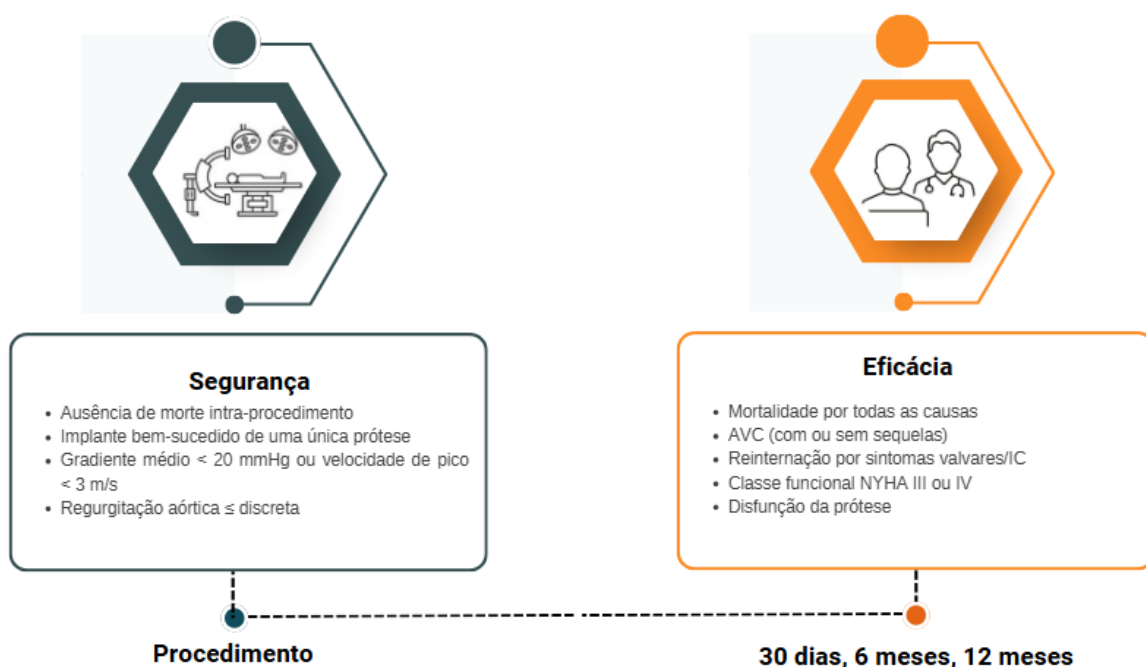 Segurança
• Ausência de morte intra-procedimento
• Implante bem-sucedido de uma única prótese
• Gradiente médio < 20 mmHg ou velocidade de pico
< 3 m/s
• Regurgitação aórtica ≤ discreta
Procedimento
Eficácia
• Mortalidade por todas as causas
• AVC (com ou sem sequelas)
• Reinternação por sintomas valvares/IC
• Classe funcional NYHA III ou IV
• Disfunção da prótese
30 dias, 6 meses, 12 meses